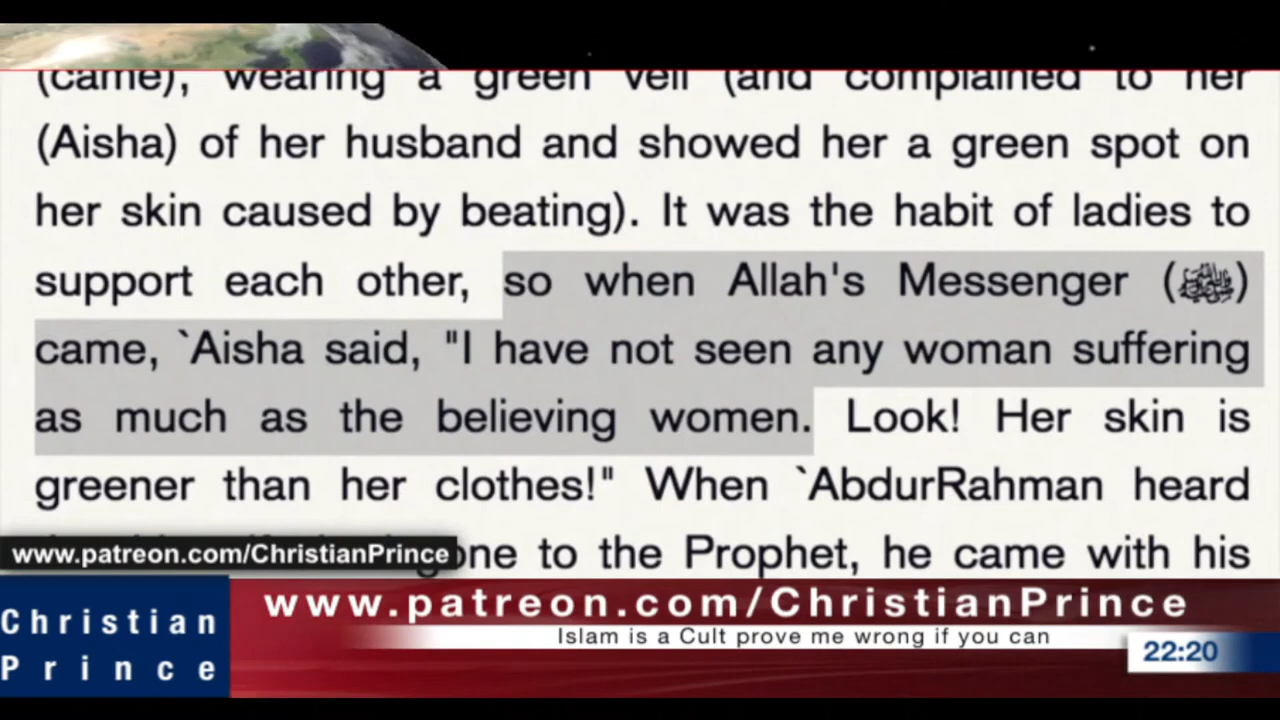 (came), wearing a green veil (and complained to her
(Aisha) of her husband and showed her a green spot on
her skin caused by beating). It was the habit of ladies to
support each other, so when Allah's Messenger (ﷺ)
came, `Aisha said, "I have not seen any woman suffering
as much as the believing women. Look! Her skin is
greener than her clothes!" When `AbdurRahman heard
www.patreon.com/ChristianPrince
to the Prophet, he came with his
Christian
Prince
www.patreon.com/ChristianPrince
Islam is a Cult prove me wrong if you can
22:20